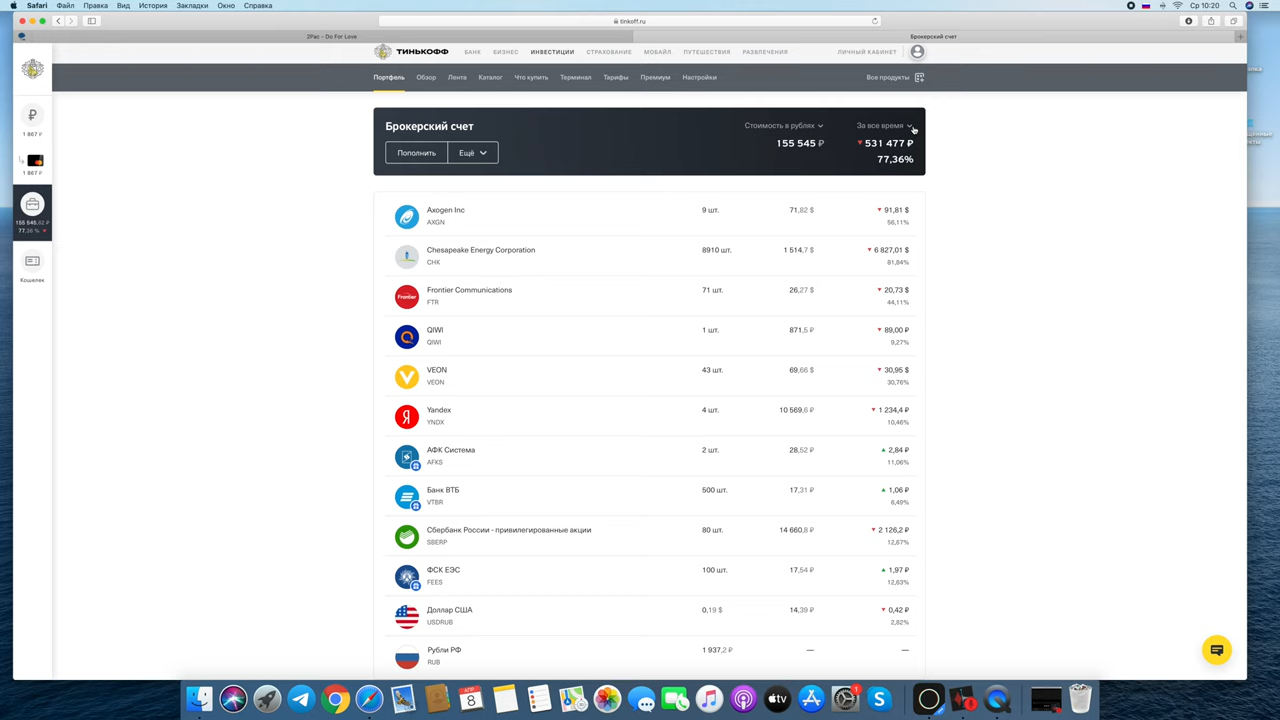 Safari Файл Правка Вид История Закладки Окно Справка
Ср 10:20
tinkoff.ru
2Pac - Do For Love
Брокерский счет
ТИНЬКОФФ БАНК БИЗНЕС ИНВЕСТИЦИИ СТРАХОВАНИЕ МОБАЙЛ ПУТЕШЕСТВИЯ РАЗВЛЕЧЕНИЯ ЛИЧНЫЙ КАБИНЕТ
Портфель Обзор Лента Каталог Что купить Терминал Тарифы Премиум Настройки Все продукты
1 867 ₽
1 867 ₽
155 545,62 ₽
77,36 %
Кошелек
Брокерский счет Стоимость в рублях За все время
155 545 ₽ 531 477 ₽
Пополнить Ещё 77,36%
Axogen Inc 9 шт. 71,82 $ 91,81 $
AXGN 56,11%
Chesapeake Energy Corporation 8910 шт. 1 514,7 $ 6 827,01 $
CHK 81,84%
Frontier Communications 71 шт. 26,27 $ 20,73 $
Frontier
FTR 44,11%
QIWI 1 шт. 871,5 ₽ 89,00 ₽
QIWI 9,27%
VEON 43 шт. 69,66 $ 30,95 $
VEON 30,76%
Yandex 4 шт. 10 569,6 ₽ 1 234,4 ₽
Я
YNDX 10,46%
АФК Система 2 шт. 28,52 ₽ 2,84 ₽
AFKS 11,06%
Банк ВТБ 500 шт. 17,31 ₽ 1,06 ₽
VTBR 6,49%
Сбербанк России - привилегированные акции 80 шт. 14 660,8 ₽ 2 126,2 ₽
SBERP 12,67%
ФСК ЕЭС 100 шт. 17,54 ₽ 1,97 ₽
FEES 12,63%
Доллар США 0,19 $ 14,39 ₽ 0,42 ₽
USDRUB 2,82%
Рубли РФ 1 937,2 ₽ — —
RUB
АПР
8
tv
1